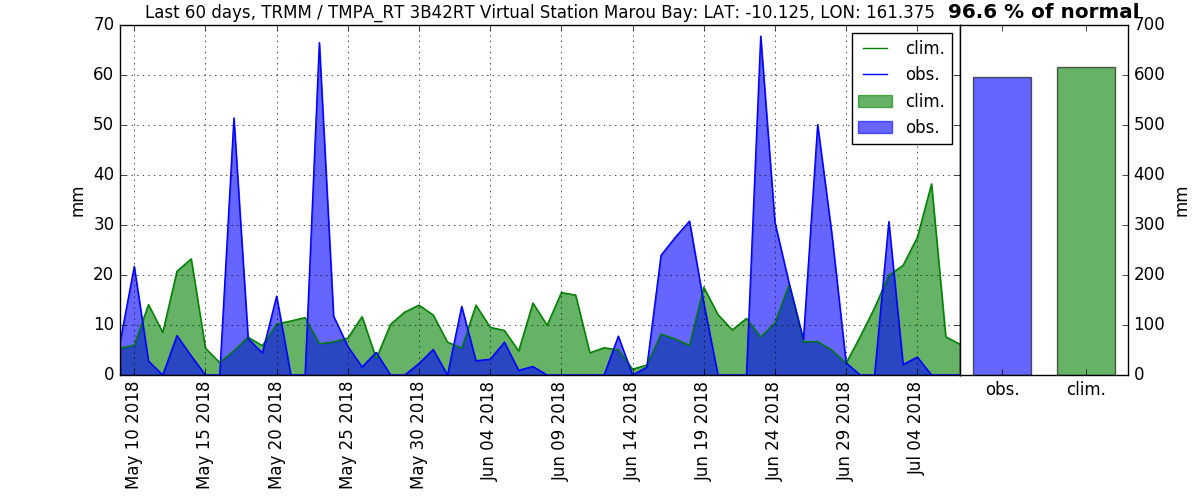 Last 60 days, TRMM / TMPA_RT 3B42RT Virtual Station Marou Bay: LAT: -10.125, LON: 161.375
96.6 % of normal
70
60
50
40
30
20
10
0
mm
clim.
obs.
clim.
obs.
700
600
500
400
300
200
100
0
mm
obs.
clim.
May 10 2018
May 15 2018
May 20 2018
May 25 2018
May 30 2018
Jun 04 2018
Jun 09 2018
Jun 14 2018
Jun 19 2018
Jun 24 2018
Jun 29 2018
Jul 04 2018